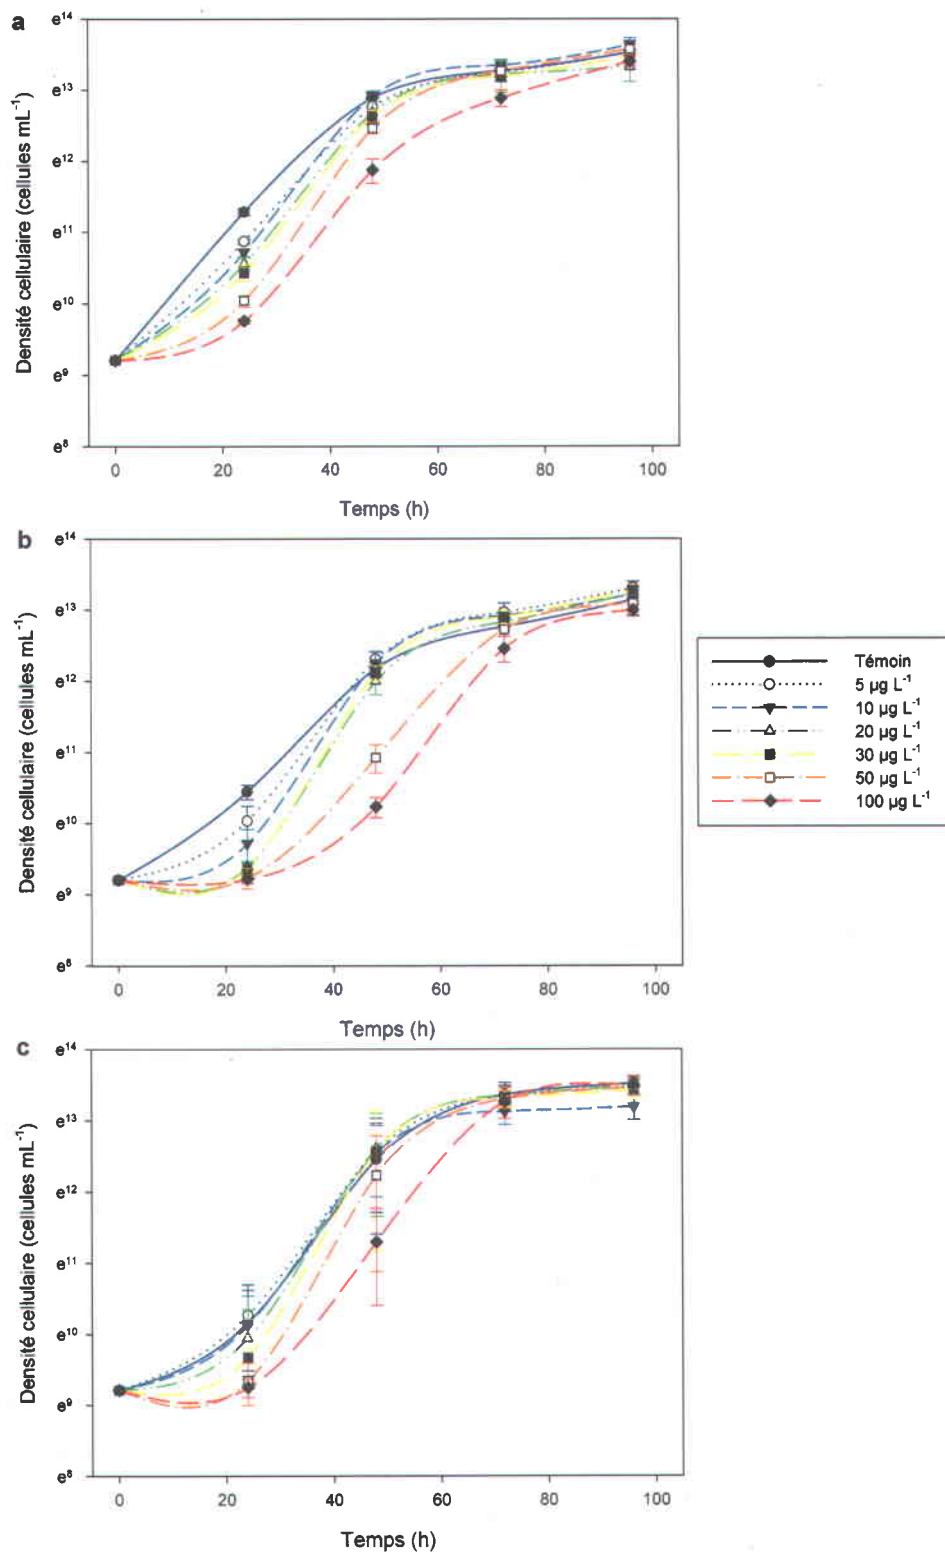 a
Densité cellulaire (cellules mL⁻¹)
e¹⁴
e¹³
e¹²
e¹¹
e¹⁰
e⁹
e⁸
0 20 40 60 80 100
Temps (h)
b
Densité cellulaire (cellules mL⁻¹)
e¹⁴
e¹³
e¹²
e¹¹
e¹⁰
e⁹
e⁸
0 20 40 60 80 100
Temps (h)
Témoin
5 µg L⁻¹
10 µg L⁻¹
20 µg L⁻¹
30 µg L⁻¹
50 µg L⁻¹
100 µg L⁻¹
c
Densité cellulaire (cellules mL⁻¹)
e¹⁴
e¹³
e¹²
e¹¹
e¹⁰
e⁹
e⁸
0 20 40 60 80 100
Temps (h)